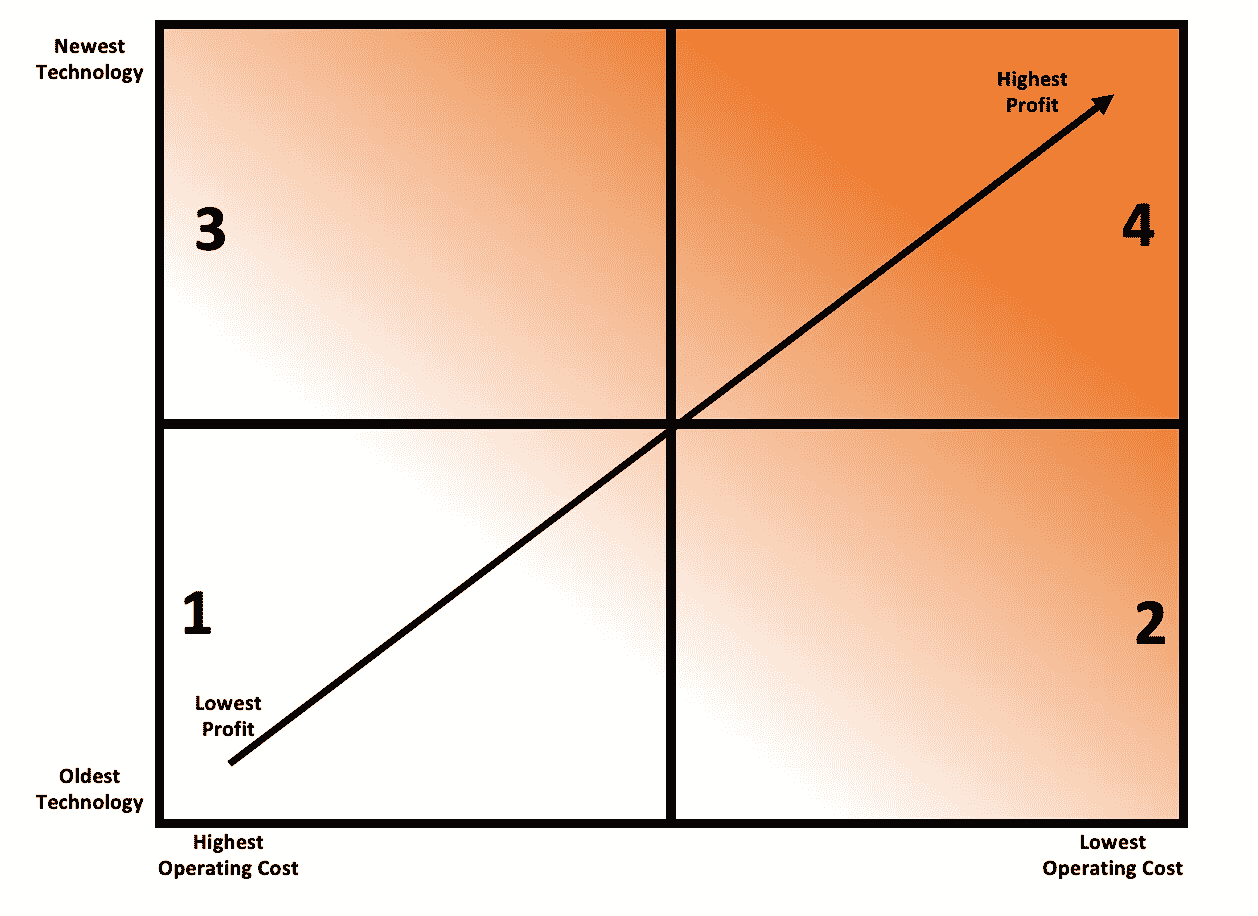 Newest
Technology
Highest
Profit
3
4
1
2
Lowest
Profit
Oldest
Technology
Highest
Operating Cost
Lowest
Operating Cost